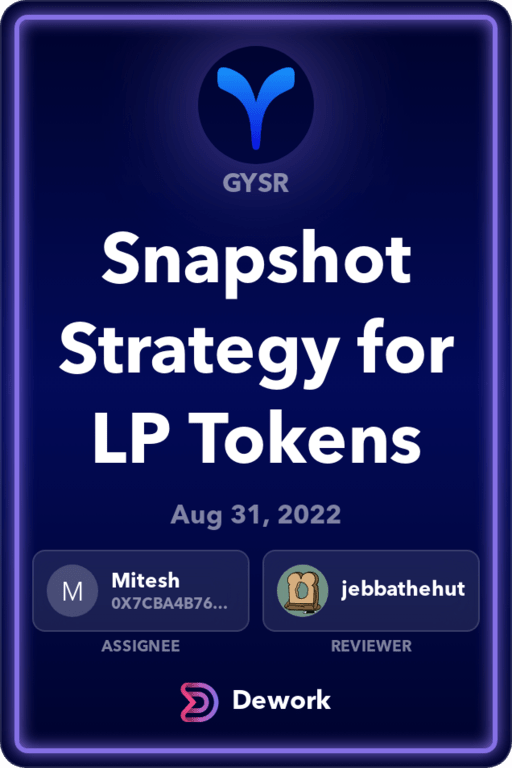 GYSR
Snapshot
Strategy for
LP Tokens
Aug 31, 2022
M
Mitesh
0X7CBA4B76...
jebbathehut
ASSIGNEE
REVIEWER
Dework